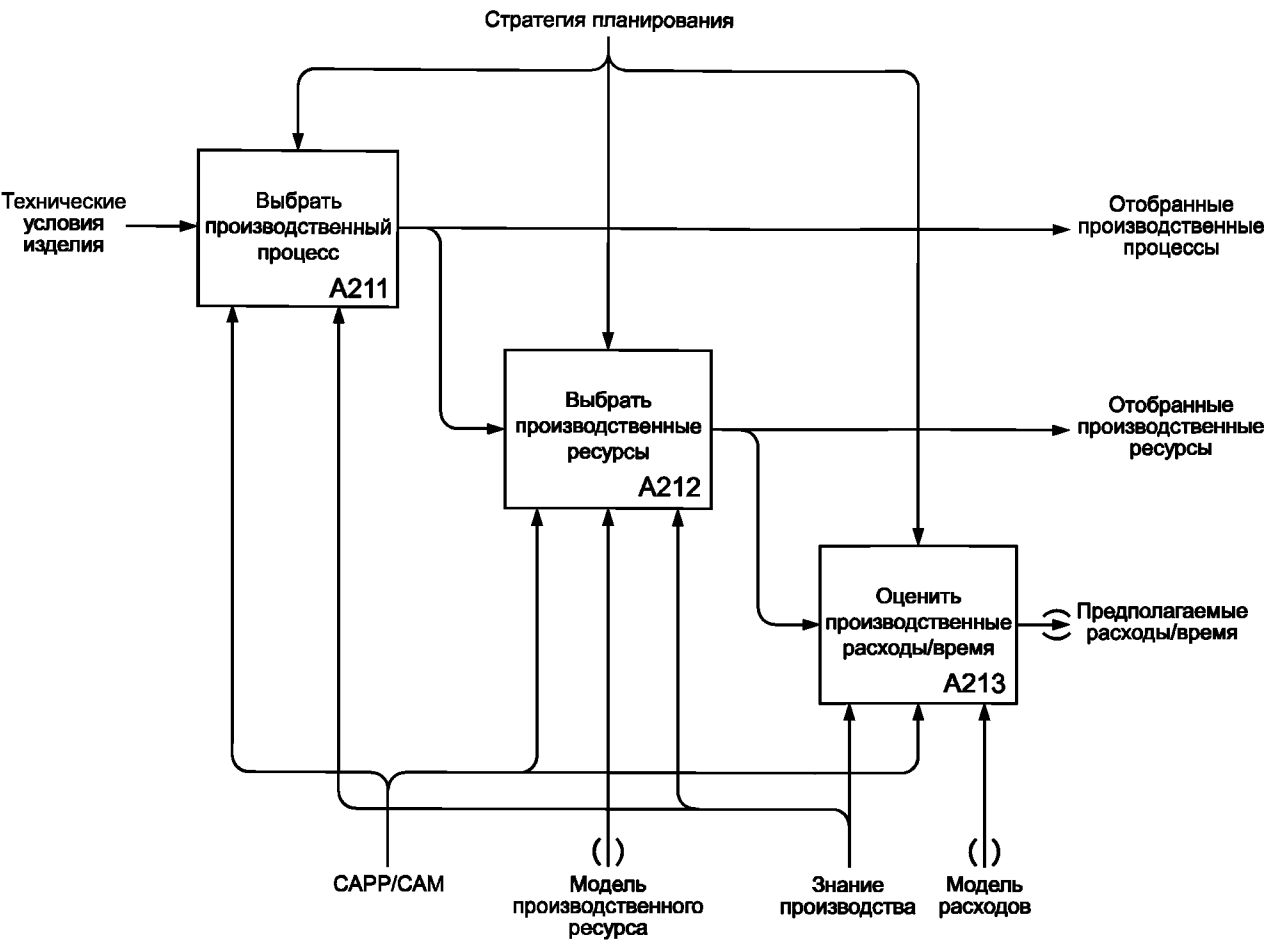 Стратегия планирования
Технические
условия
изделия
Выбрать
производственный
процесс
A211
Отобранные
производственные
процессы
Выбрать
производственные
ресурсы
A212
Отобранные
производственные
ресурсы
Оценить
производственные
расходы/время
A213
Предполагаемые
расходы/время
CAPP/CAM
Модель
производственного
ресурса
Знание
производства
Модель
расходов